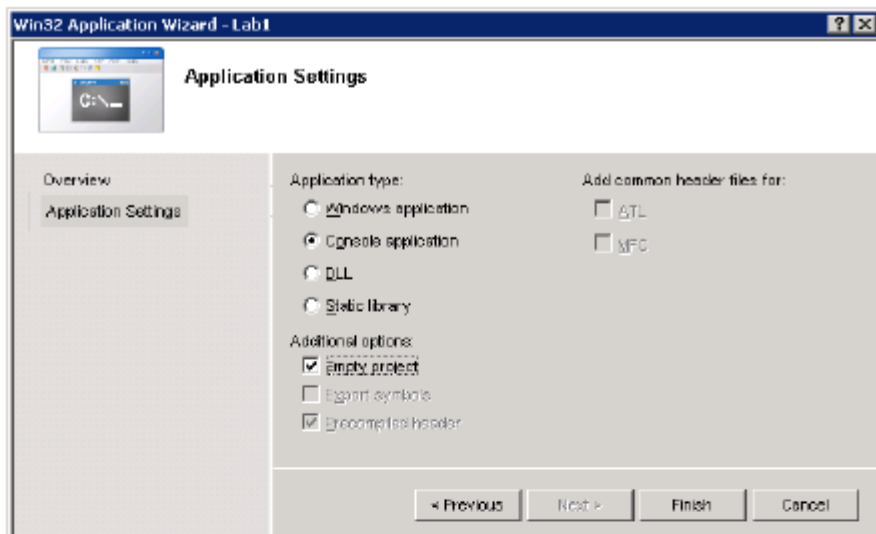 Win32 Application Wizard - Lab1
C:\
Application Settings
Overview
Application Settings
Application type:
Windows application
Console application
DLL
Static library
Additional options:
Empty project
Export symbols
Precompiled header
Add common header files for:
ATL
MFC
< Previous
Next >
Finish
Cancel